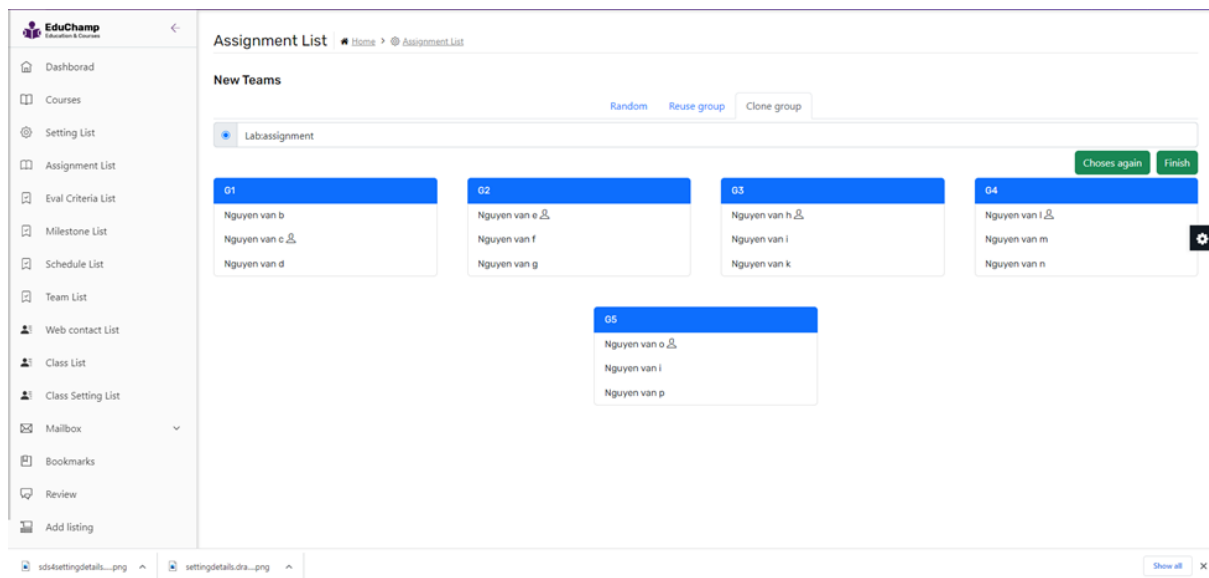 EduChamp
Education & Courses
Dashborad
Courses
Setting List
Assignment List
Eval Criteria List
Milestone List
Schedule List
Team List
Web contact List
Class List
Class Setting List
Mailbox
Bookmarks
Review
Add listing
Assignment List Home > Assignment List
New Teams
Random Reuse group Clone group
Lab:assignment
Choses again Finish
G1
Nguyen van b
Nguyen van c
Nguyen van d
G2
Nguyen van e
Nguyen van f
Nguyen van g
G3
Nguyen van h
Nguyen van i
Nguyen van k
G4
Nguyen van l
Nguyen van m
Nguyen van n
G5
Nguyen van o
Nguyen van i
Nguyen van p
sds4settingdetails....png settingdetails.dra....png Show all